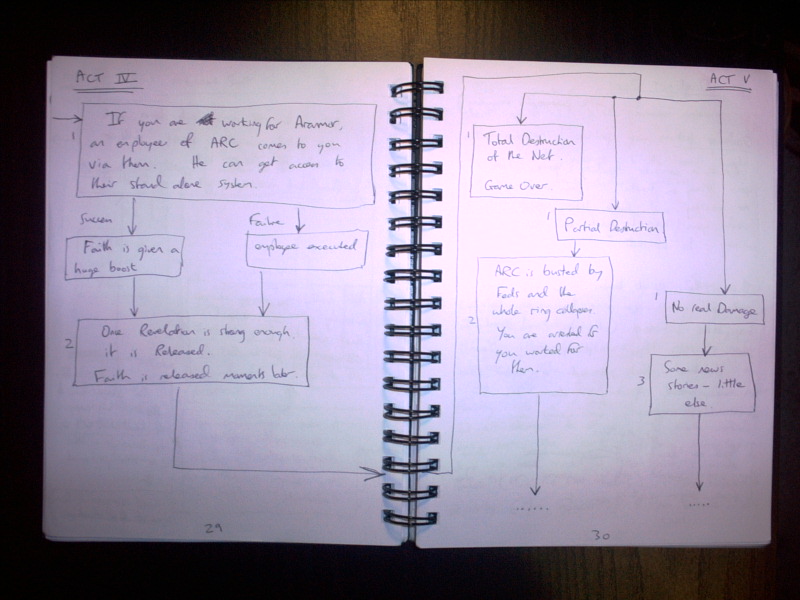 ACT IV
1
If you are working for Aranmor,
an employee of ARC comes to you
via them. He can get access to
their stand alone system.
Success
Failure
Faith is given a
huge boost
employee executed
2
One Revelation is strong enough
it is Released.
Faith is released moments later.
29
ACT V
1
Total Destruction
of the Net.
Game Over.
1
Partial Destruction
2
ARC is busted by
Feds and the
whole ring collapses.
You are arrested if
you worked for
them.
1
No real Damage
3
Some news
stories - little
else
......
.....
30